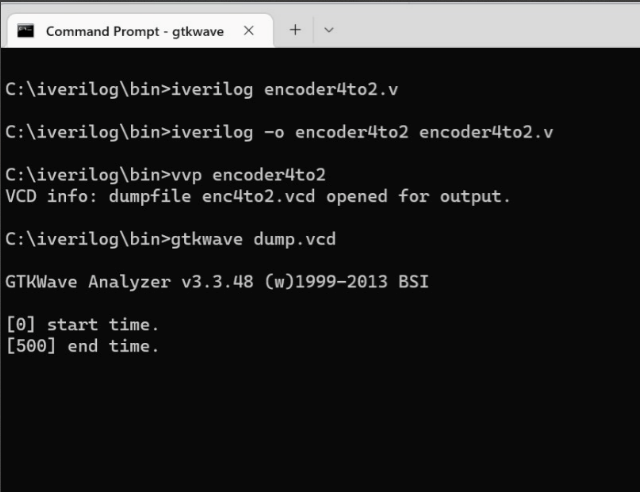 Command Prompt - gtkwave
C:\iverilog\bin>iverilog encoder4to2.v
C:\iverilog\bin>iverilog -o encoder4to2 encoder4to2.v
C:\iverilog\bin>vvp encoder4to2
VCD info: dumpfile enc4to2.vcd opened for output.
C:\iverilog\bin>gtkwave dump.vcd
GTKWave Analyzer v3.3.48 (w)1999-2013 BSI
[0] start time.
[500] end time.